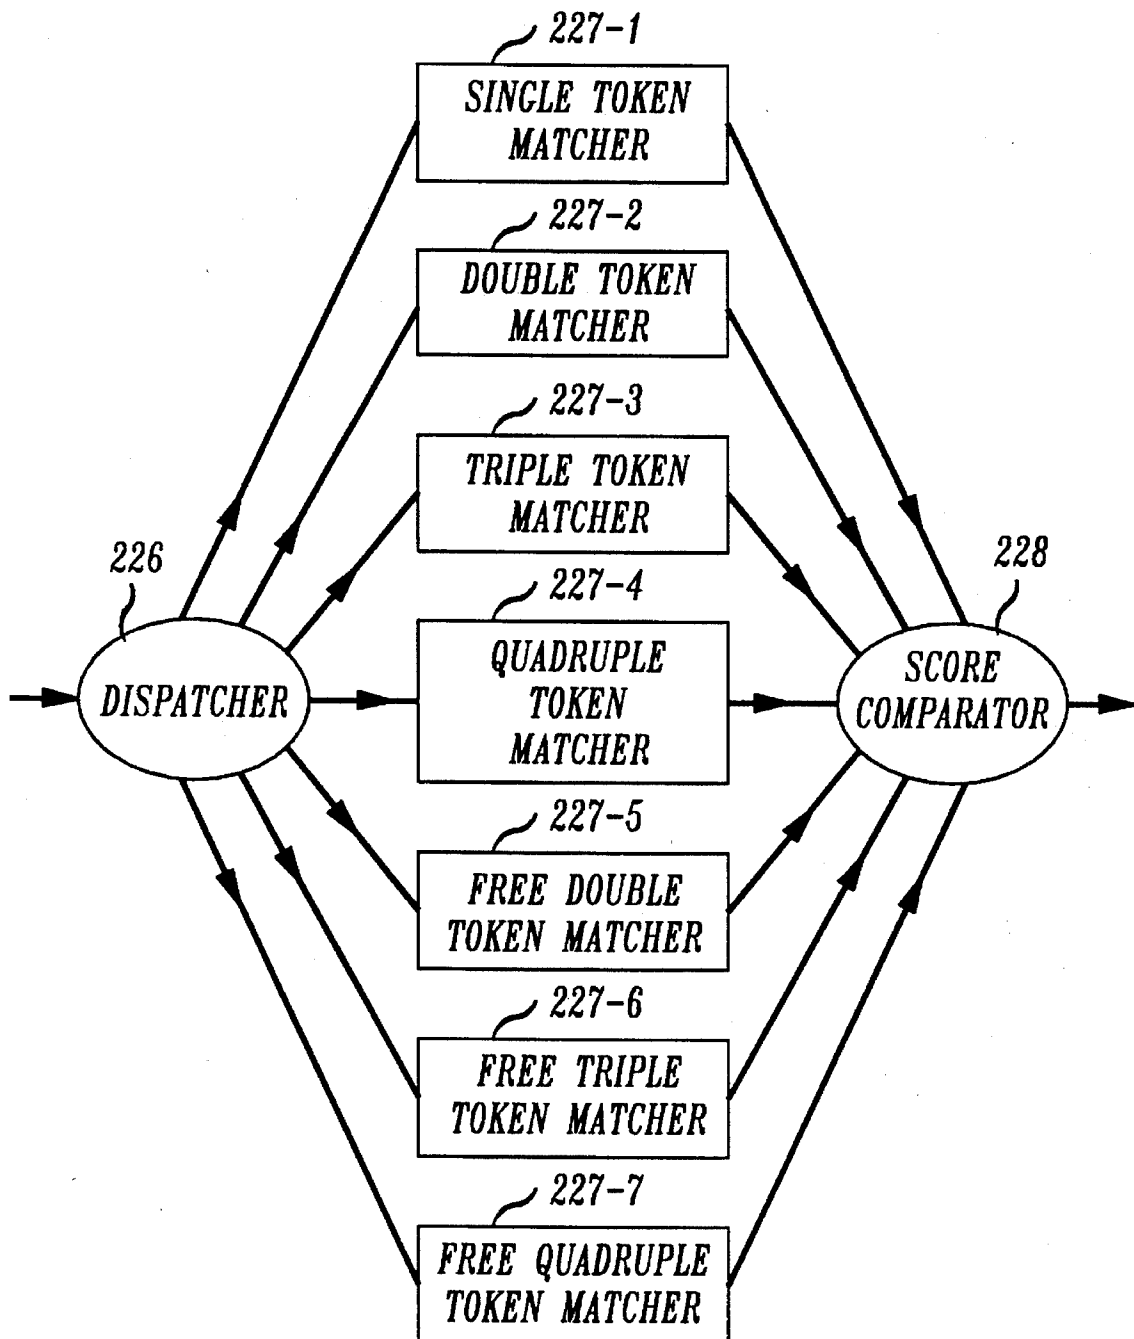 227-1
SINGLE TOKEN
MATCHER
227-2
DOUBLE TOKEN
MATCHER
227-3
TRIPLE TOKEN
MATCHER
226
DISPATCHER
227-4
QUADRUPLE
TOKEN
MATCHER
228
SCORE
COMPARATOR
227-5
FREE DOUBLE
TOKEN MATCHER
227-6
FREE TRIPLE
TOKEN MATCHER
227-7
FREE QUADRUPLE
TOKEN MATCHER